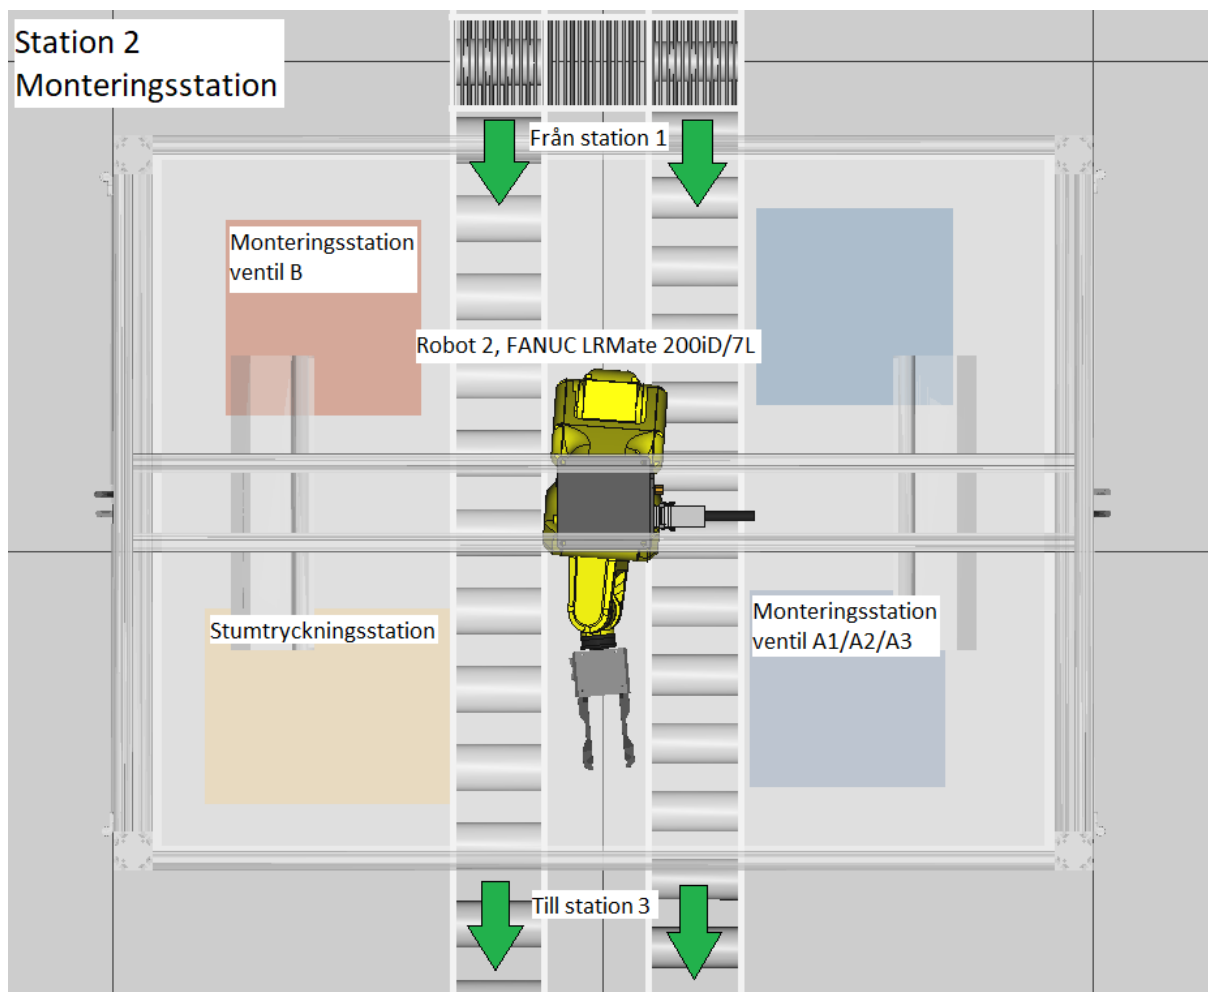 Station 2
Monteringsstation
Från station 1
Monteringsstation
ventil B
Robot 2, FANUC LRMate 200iD/7L
Stumtryckningsstation
Monteringsstation
ventil A1/A2/A3
Till station 3